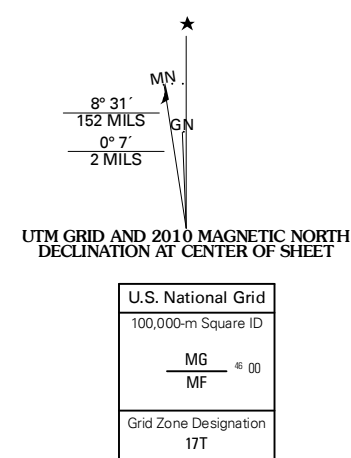 MN
8° 31´
152 MILS
GN
0° 7´
2 MILS
UTM GRID AND 2010 MAGNETIC NORTH
DECLINATION AT CENTER OF SHEET
U.S. National Grid
100,000-m Square ID
MG
46 00
MF
Grid Zone Designation
17T